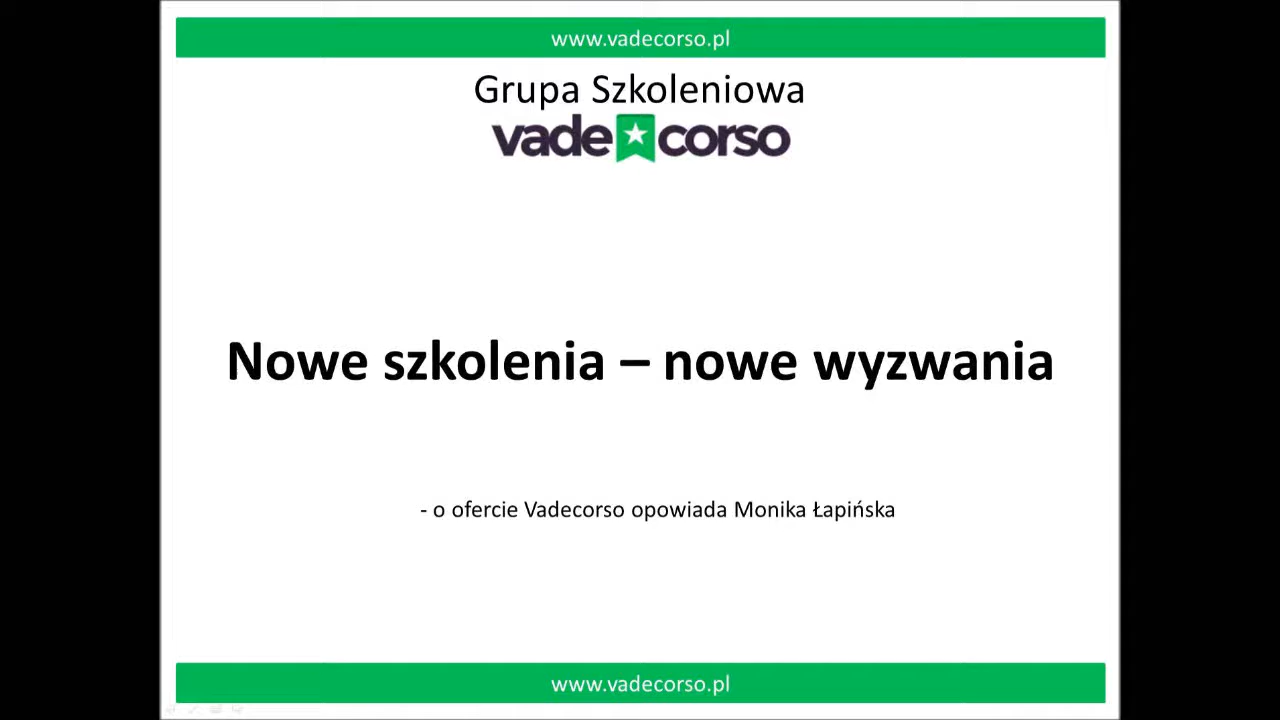 www.vadecorso.pl
Grupa Szkoleniowa
vade corso
Nowe szkolenia – nowe wyzwania
- o ofercie Vadecorso opowiada Monika Łapińska
www.vadecorso.pl